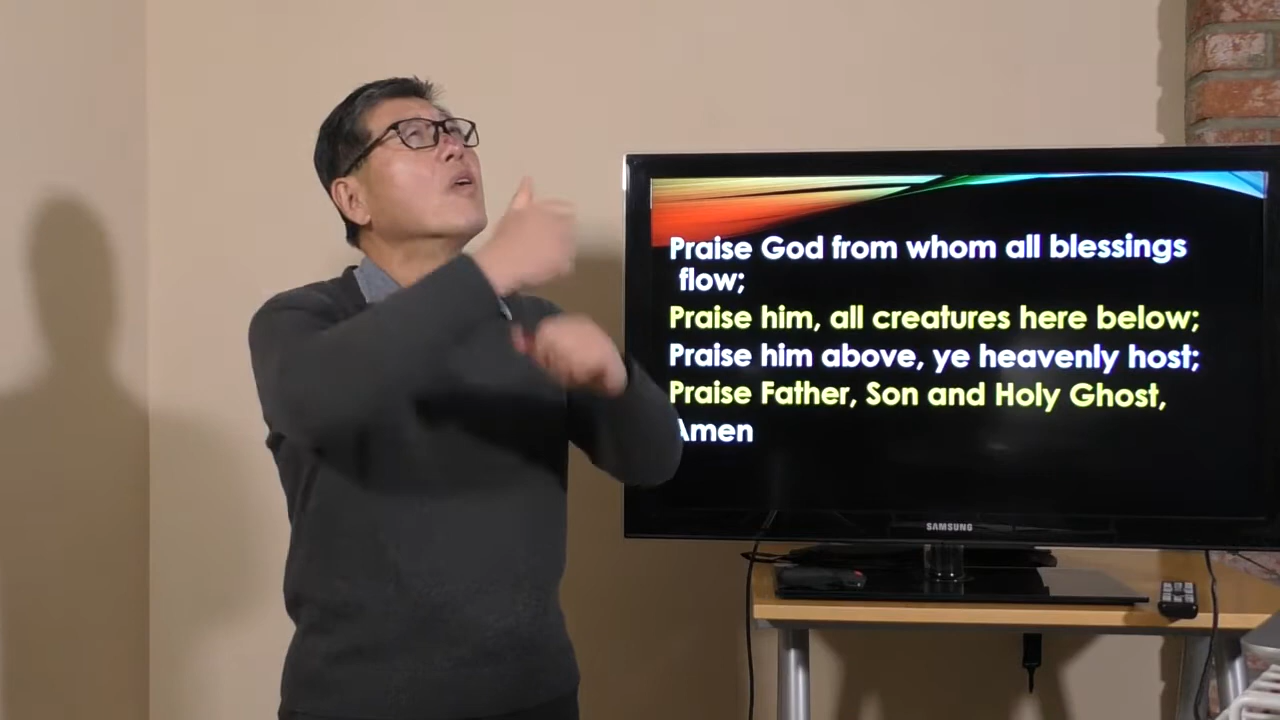 Praise God from whom all blessings
flow;
Praise him, all creatures here below;
Praise him above, ye heavenly host;
Praise Father, Son and Holy Ghost,
Amen
SAMSUNG